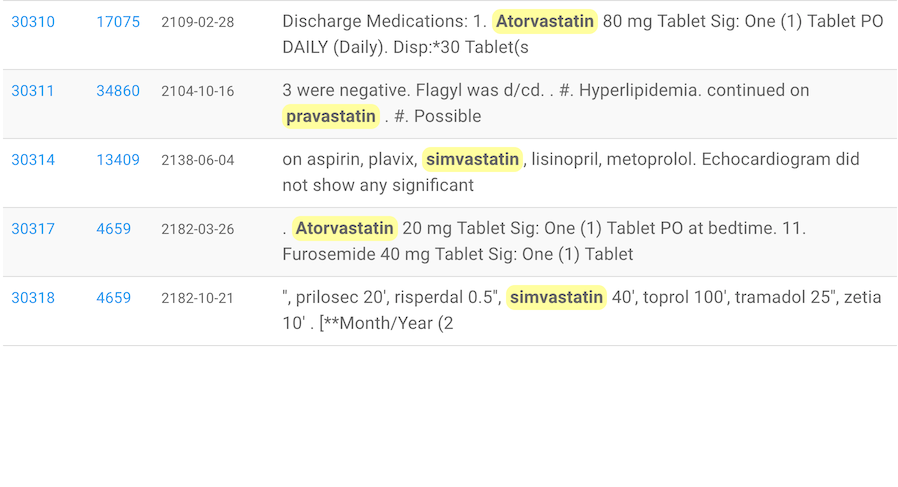 30310 17075 2109-02-28 Discharge Medications: 1. Atorvastatin 80 mg Tablet Sig: One (1) Tablet PO
DAILY (Daily). Disp:*30 Tablet(s
30311 34860 2104-10-16 3 were negative. Flagyl was d/cd. . #. Hyperlipidemia. continued on
pravastatin . #. Possible
30314 13409 2138-06-04 on aspirin, plavix, simvastatin, lisinopril, metoprolol. Echocardiogram did
not show any significant
30317 4659 2182-03-26 . Atorvastatin 20 mg Tablet Sig: One (1) Tablet PO at bedtime. 11.
Furosemide 40 mg Tablet Sig: One (1) Tablet
30318 4659 2182-10-21 ", prilosec 20', risperdal 0.5", simvastatin 40', toprol 100', tramadol 25", zetia
10' . [**Month/Year (2